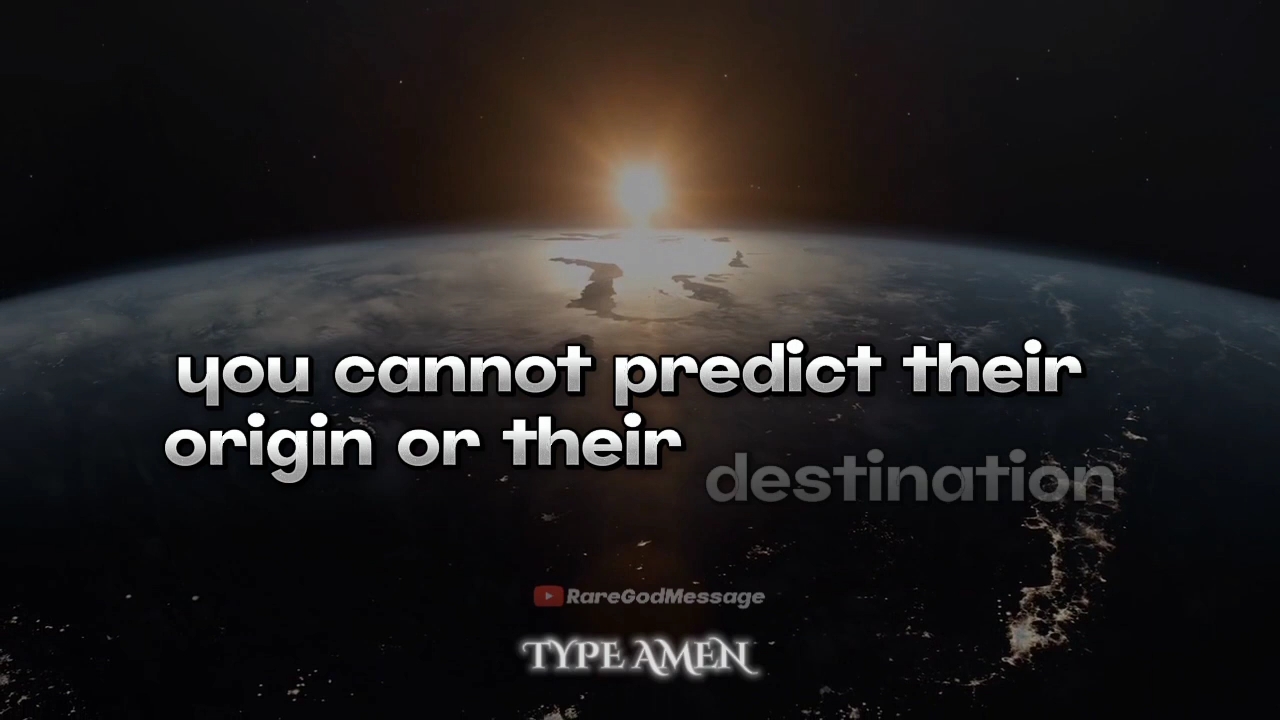 you cannot predict their
origin or their destination
RareGodMessage
TYPE AMEN